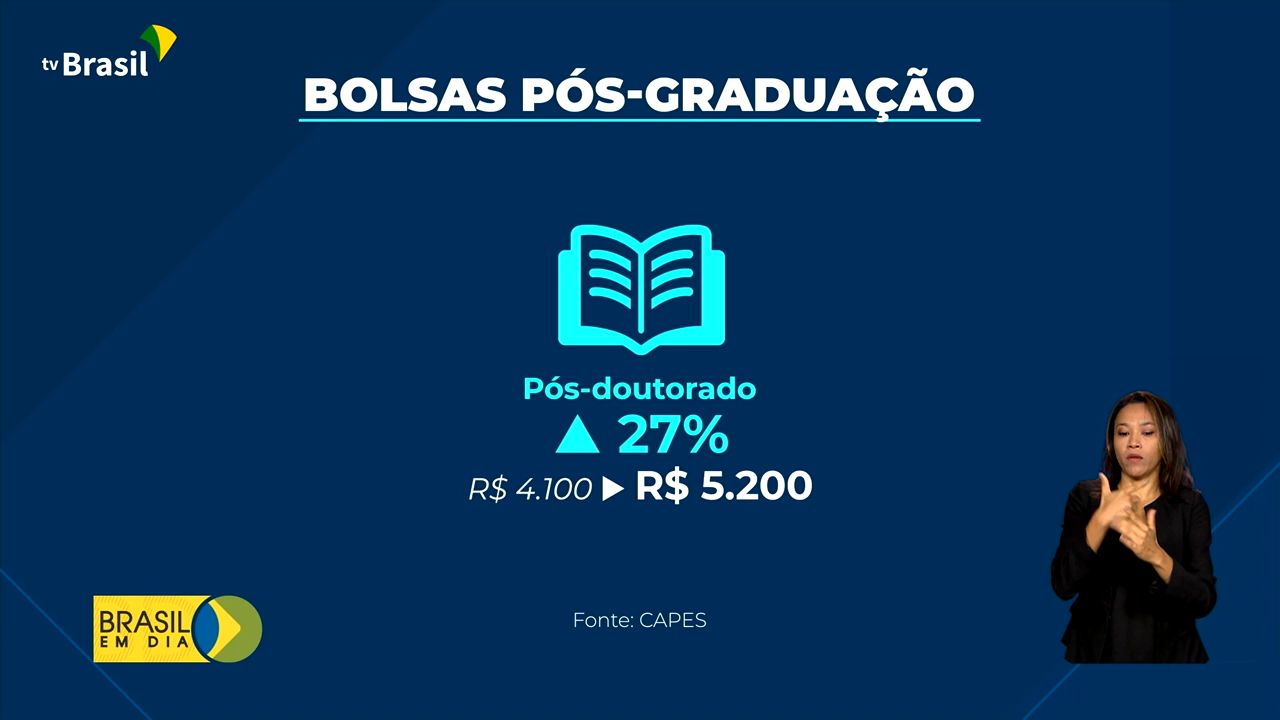 tv Brasil
BOLSAS PÓS-GRADUAÇÃO
Pós-doutorado
▲ 27%
R$ 4.100 ▶ R$ 5.200
Fonte: CAPES
BRASIL
EM DIA